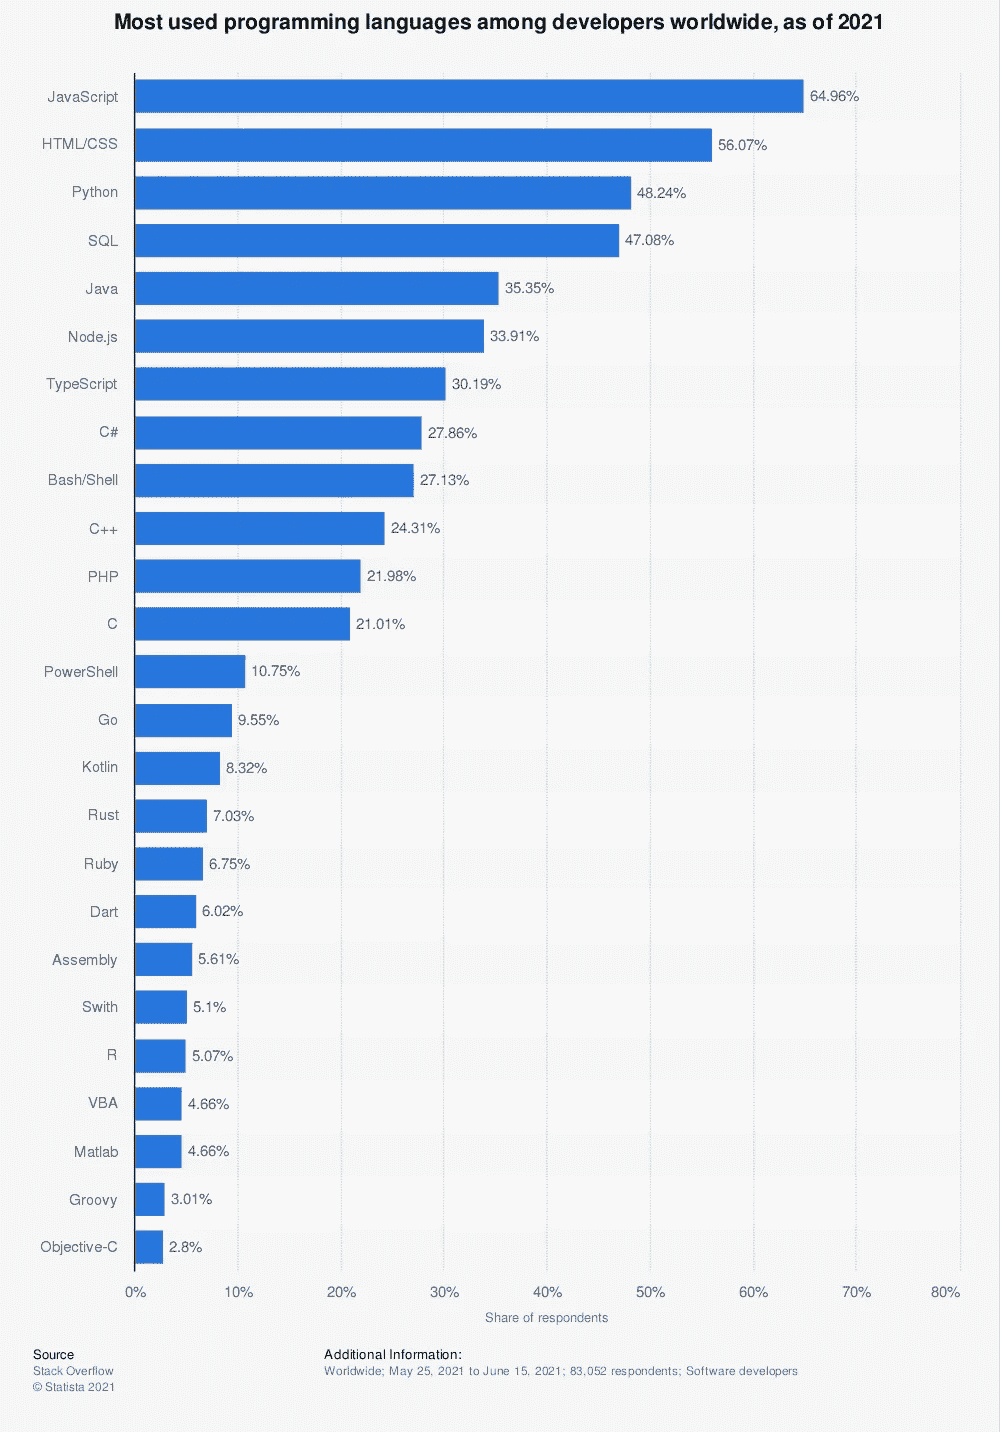 Most used programming languages among developers worldwide, as of 2021
JavaScript 64.96%
HTML/CSS 56.07%
Python 48.24%
SQL 47.08%
Java 35.35%
Node.js 33.91%
TypeScript 30.19%
C# 27.86%
Bash/Shell 27.13%
C++ 24.31%
PHP 21.98%
C 21.01%
PowerShell 10.75%
Go 9.55%
Kotlin 8.32%
Rust 7.03%
Ruby 6.75%
Dart 6.02%
Assembly 5.61%
Swith 5.1%
R 5.07%
VBA 4.66%
Matlab 4.66%
Groovy 3.01%
Objective-C 2.8%
0% 10% 20% 30% 40% 50% 60% 70% 80%
Share of respondents
Source
Stack Overflow
© Statista 2021
Additional Information:
Worldwide; May 25, 2021 to June 15, 2021; 83,052 respondents; Software developers